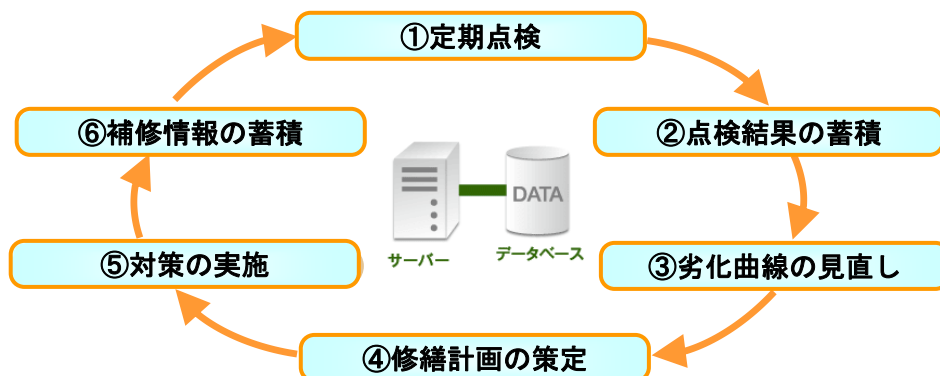 ①定期点検
⑥補修情報の蓄積
②点検結果の蓄積
DATA
サーバー
データベース
⑤対策の実施
③劣化曲線の見直し
④修繕計画の策定